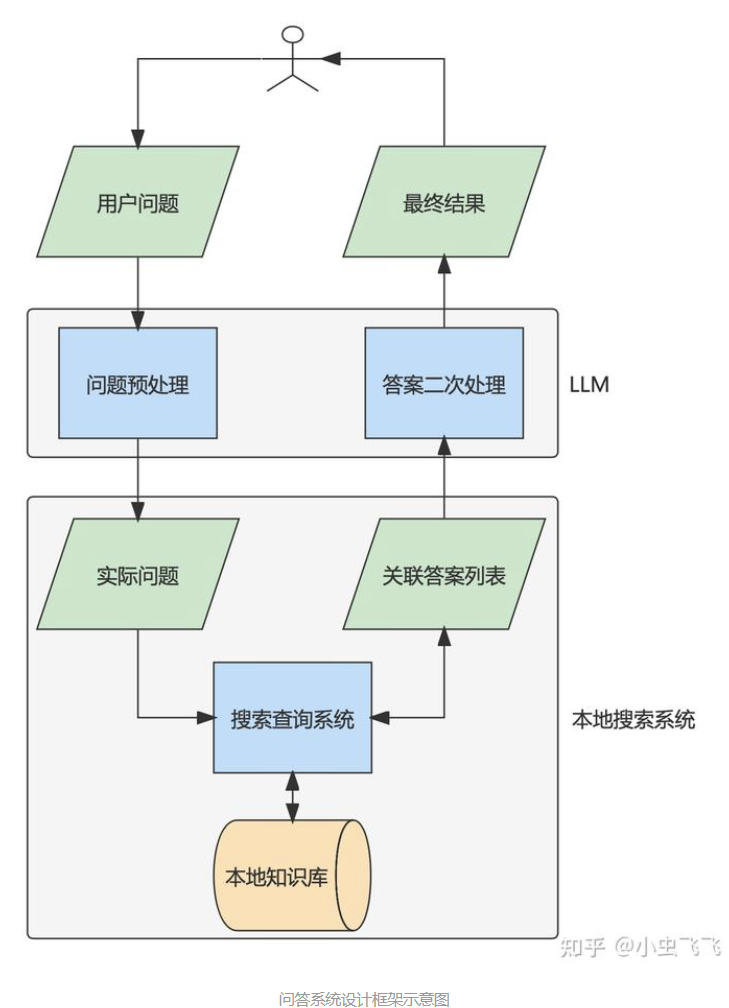 用户问题
最终结果
问题预处理
答案二次处理
LLM
实际问题
关联答案列表
搜索查询系统
本地搜索系统
本地知识库
知乎 @小虫飞飞
问答系统设计框架示意图